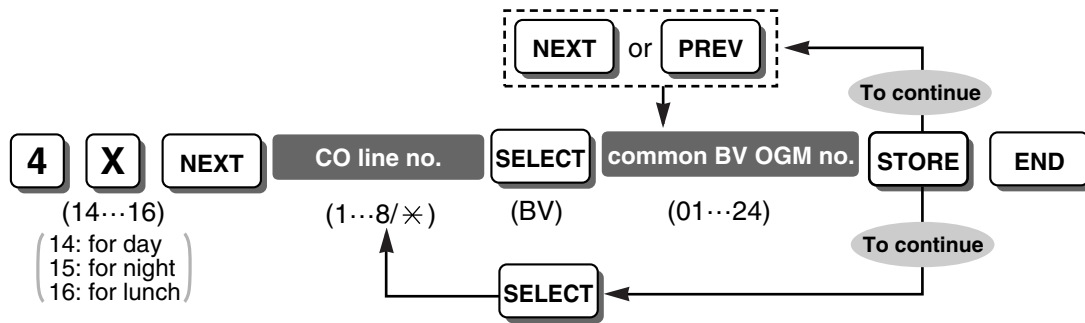 NEXT or PREV
To continue
4 X NEXT CO line no. SELECT common BV OGM no. STORE END
(14···16) (1···8/✳) (BV) (01···24)
14: for day
15: for night
16: for lunch
To continue
SELECT